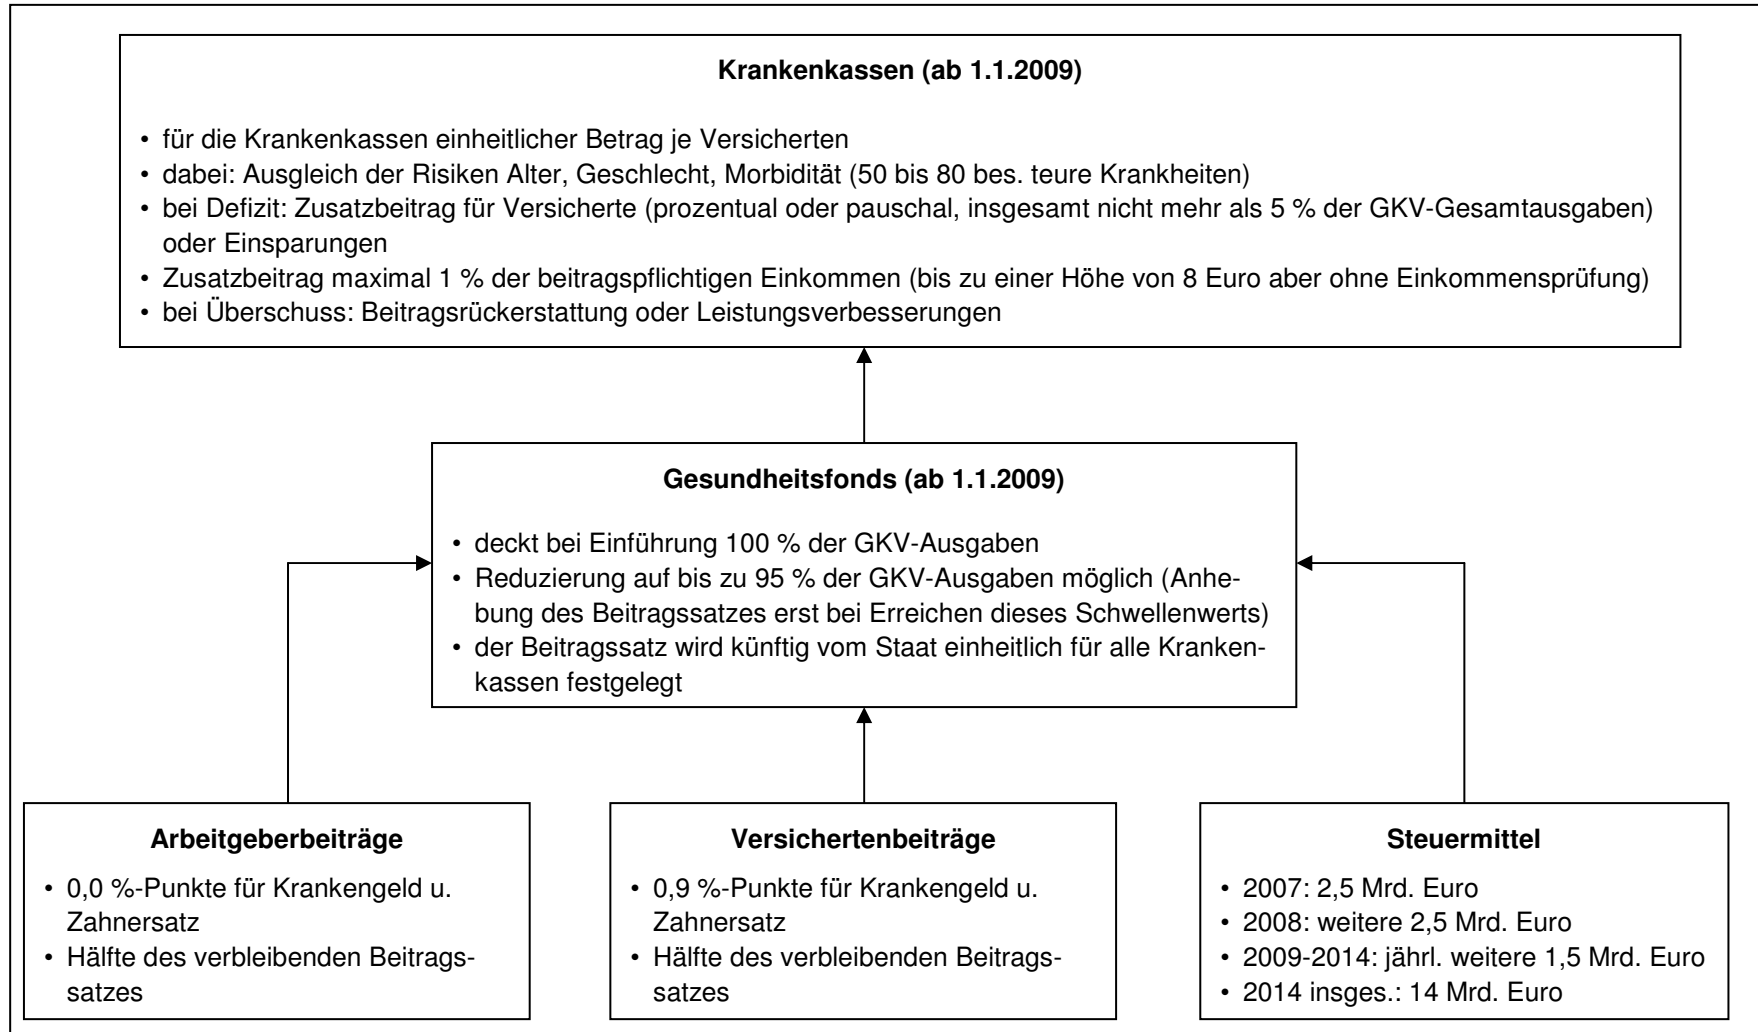 Krankenkassen (ab 1.1.2009)
• für die Krankenkassen einheitlicher Betrag je Versicherten
• dabei: Ausgleich der Risiken Alter, Geschlecht, Morbidität (50 bis 80 bes. teure Krankheiten)
• bei Defizit: Zusatzbeitrag für Versicherte (prozentual oder pauschal, insgesamt nicht mehr als 5 % der GKV-Gesamtausgaben)
oder Einsparungen
• Zusatzbeitrag maximal 1 % der beitragspflichtigen Einkommen (bis zu einer Höhe von 8 Euro aber ohne Einkommensprüfung)
• bei Überschuss: Beitragsrückerstattung oder Leistungsverbesserungen
Gesundheitsfonds (ab 1.1.2009)
• deckt bei Einführung 100 % der GKV-Ausgaben
• Reduzierung auf bis zu 95 % der GKV-Ausgaben möglich (Anhe-
bung des Beitragssatzes erst bei Erreichen dieses Schwellenwerts)
• der Beitragssatz wird künftig vom Staat einheitlich für alle Kranken-
kassen festgelegt
Arbeitgeberbeiträge
• 0,0 %-Punkte für Krankengeld u.
Zahnersatz
• Hälfte des verbleibenden Beitrags-
satzes
Versichertenbeiträge
• 0,9 %-Punkte für Krankengeld u.
Zahnersatz
• Hälfte des verbleibenden Beitrags-
satzes
Steuermittel
• 2007: 2,5 Mrd. Euro
• 2008: weitere 2,5 Mrd. Euro
• 2009-2014: jährl. weitere 1,5 Mrd. Euro
• 2014 insges.: 14 Mrd. Euro